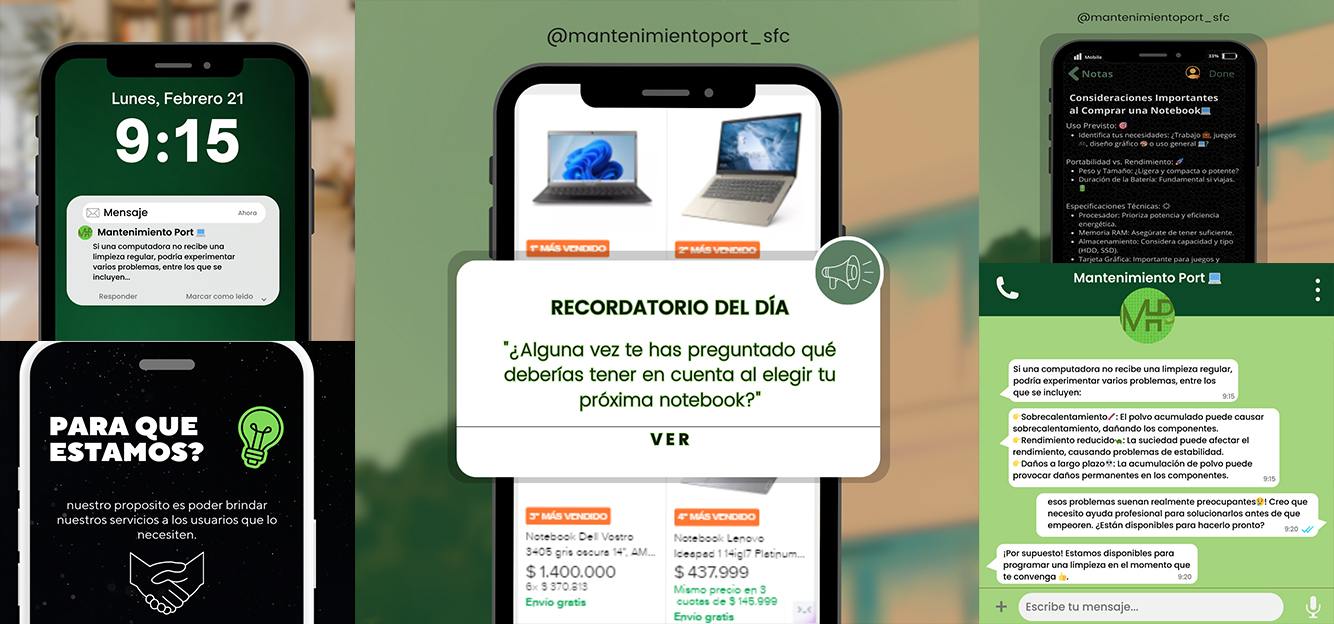 Lunes, Febrero 21
9:15
Mensaje
Ahora
Mantenimiento Port
Si una computadora no recibe una
limpieza regular, podría experimentar
varios problemas, entre los que se
incluyen...
Responder
Marcar como leído
PARA QUE
ESTAMOS?
nuestro proposito es poder brindar
nuestros servicios a los usuarios que lo
necesiten.
@mantenimientoport_sfc
1° MÁS VENDIDO
2° MÁS VENDIDO
RECORDATORIO DEL DÍA
"¿Alguna vez te has preguntado qué
deberías tener en cuenta al elegir tu
próxima notebook?"
VER
3° MÁS VENDIDO
4° MÁS VENDIDO
Notebook Dell Vostro
3405 gris oscura 14", AM...
$ 1.400.000
6x $ 370.813
Envío gratis
Notebook Lenovo
Ideapad 1 14igl7 Platinum...
$ 437.999
Mismo precio en 3
cuotas de $ 145.999
Envío gratis
@mantenimientoport_sfc
Mobile
33%
Notas
Done
Consideraciones Importantes
al Comprar una Notebook💻
Uso Previsto: 🎯
• Identifica tus necesidades: ¿Trabajo 💼, juegos
🎮, diseño gráfico 🎨 o uso general 💻?
Portabilidad vs. Rendimiento: 🚀
• Peso y Tamaño: ¿Ligera y compacta o potente?
• Duración de la Batería: Fundamental si viajas.
🔋
Especificaciones Técnicas: ⚙
• Procesador: Prioriza potencia y eficiencia
energética.
• Memoria RAM: Asegúrate de tener suficiente.
• Almacenamiento: Considera capacidad y tipo
(HDD, SSD).
• Tarjeta Gráfica: Importante para juegos y
Mantenimiento Port 💻
Si una computadora no recibe una limpieza regular,
podría experimentar varios problemas, entre los
que se incluyen:
9:15
👉Sobrecalentamiento🌡: El polvo acumulado puede causar
sobrecalentamiento, dañando los componentes.
👉Rendimiento reducido🐢: La suciedad puede afectar el
rendimiento, causando problemas de estabilidad.
👉Daños a largo plazo💀: La acumulación de polvo puede
provocar daños permanentes en los componentes.
9:15
esos problemas suenan realmente preocupantes😟! Creo que
necesito ayuda profesional para solucionarlos antes de que
empeoren. ¿Están disponibles para hacerlo pronto?
9:20
¡Por supuesto! Estamos disponibles para
programar una limpieza en el momento que
te convenga 👍.
9:20
Escribe tu mensaje...